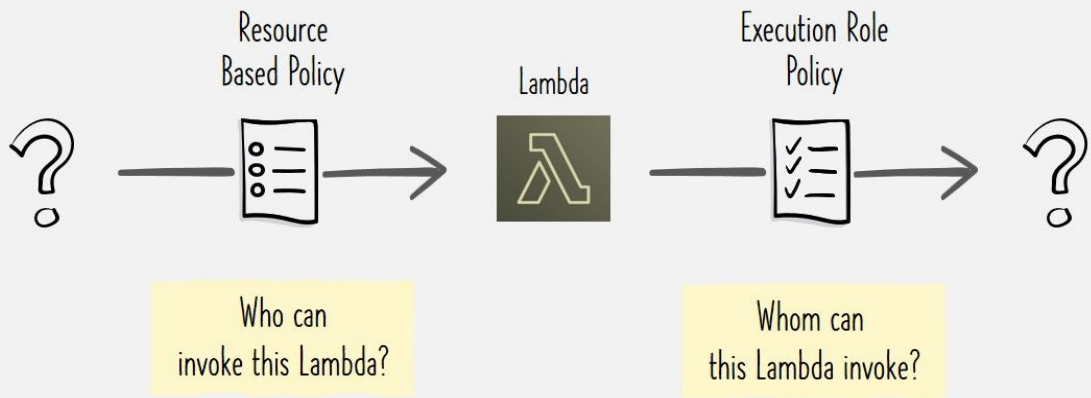 Resource
Based Policy
Lambda
Execution Role
Policy
Who can
invoke this Lambda?
Whom can
this Lambda invoke?